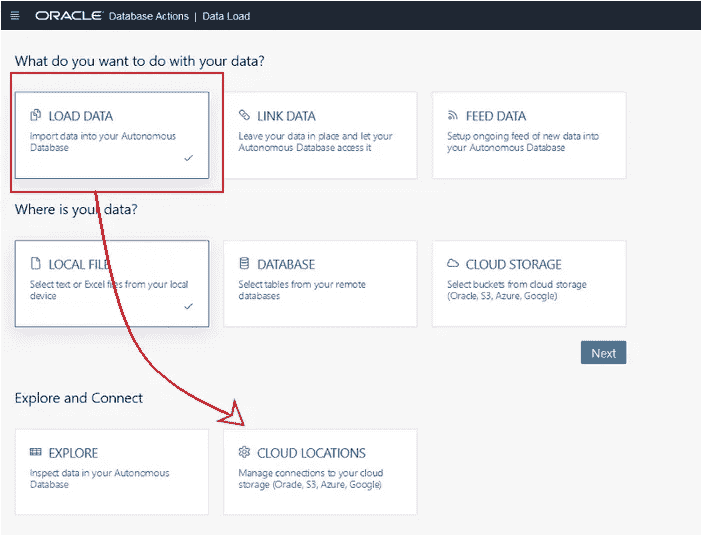 ORACLE Database Actions | Data Load
What do you want to do with your data?
LOAD DATA
Import data into your Autonomous
Database
LINK DATA
Leave your data in place and let your
Autonomous Database access it
FEED DATA
Setup ongoing feed of new data into
your Autonomous Database
Where is your data?
LOCAL FILE
Select text or Excel files from your local
device
DATABASE
Select tables from your remote
databases
CLOUD STORAGE
Select buckets from cloud storage
(Oracle, S3, Azure, Google)
Next
Explore and Connect
EXPLORE
Inspect data in your Autonomous
Database
CLOUD LOCATIONS
Manage connections to your cloud
storage (Oracle, S3, Azure, Google)